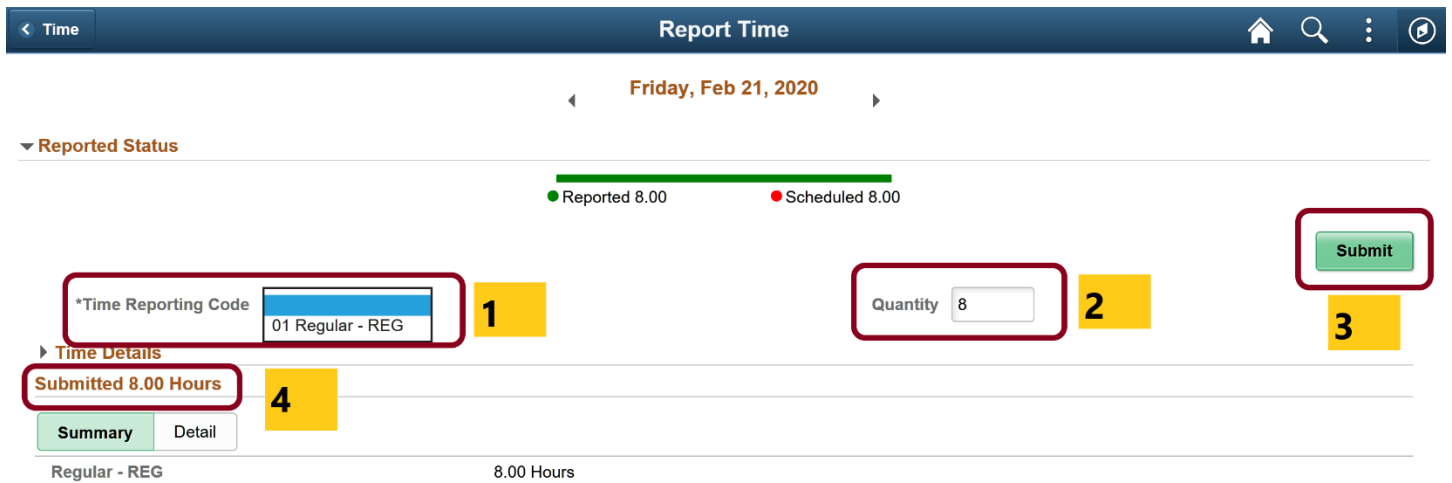 Time
Report Time
Friday, Feb 21, 2020
Reported Status
Reported 8.00 Scheduled 8.00
Submit
3
*Time Reporting Code
01 Regular - REG
1
Quantity 8
2
Time Details
Submitted 8.00 Hours
4
Summary Detail
Regular - REG 8.00 Hours